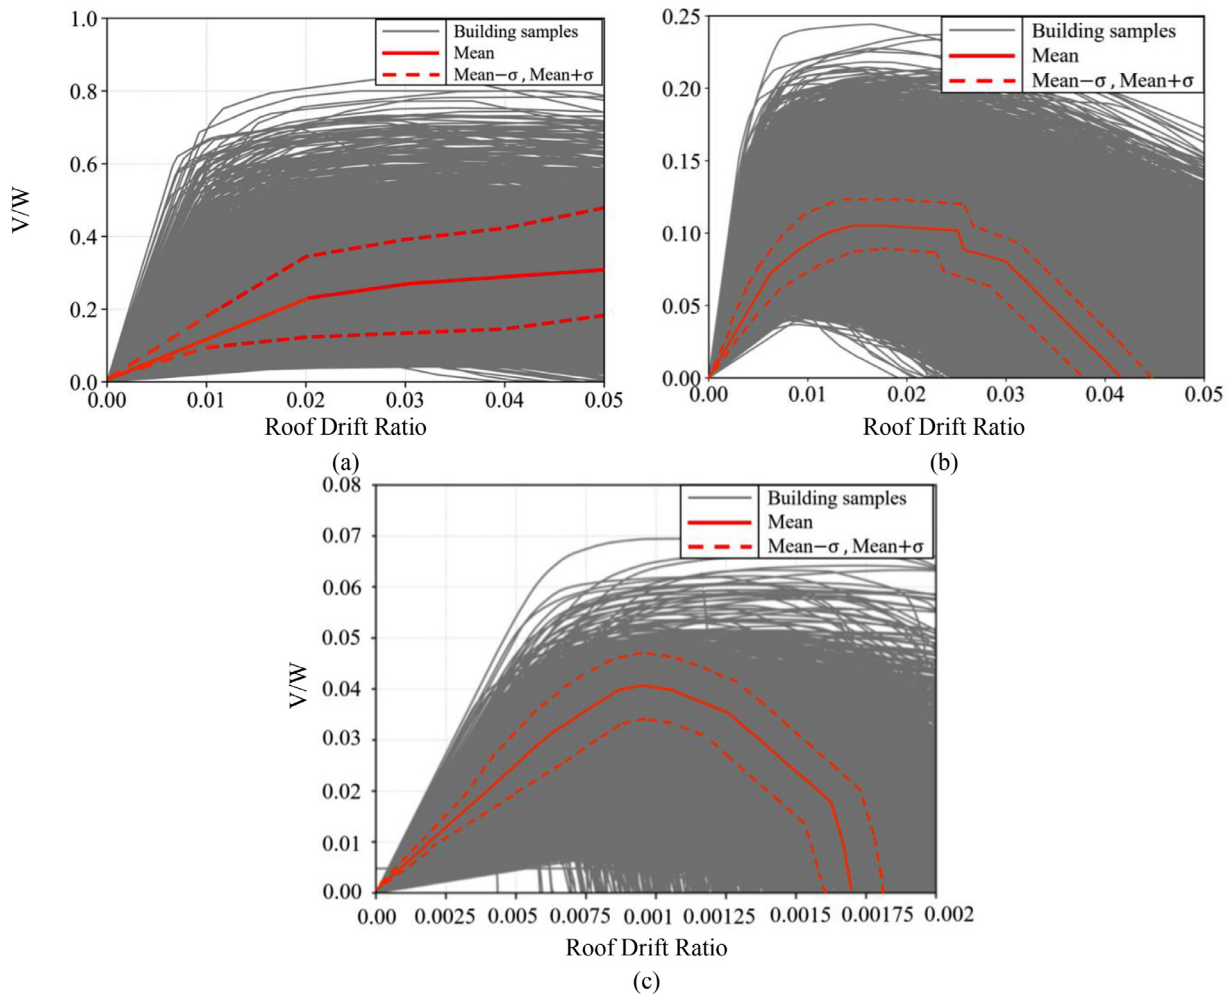 1.0
0.8
0.6
0.4
0.2
0.0
V/W
Building samples
Mean
Mean−σ , Mean+σ
0.00 0.01 0.02 0.03 0.04 0.05
Roof Drift Ratio
(a)
0.25
0.20
0.15
0.10
0.05
0.00
Building samples
Mean
Mean−σ , Mean+σ
0.00 0.01 0.02 0.03 0.04 0.05
Roof Drift Ratio
(b)
0.08
0.07
0.06
0.05
0.04
0.03
0.02
0.01
0.00
V/W
Building samples
Mean
Mean−σ , Mean+σ
0.00 0.0025 0.005 0.0075 0.001 0.00125 0.0015 0.00175 0.002
Roof Drift Ratio
(c)